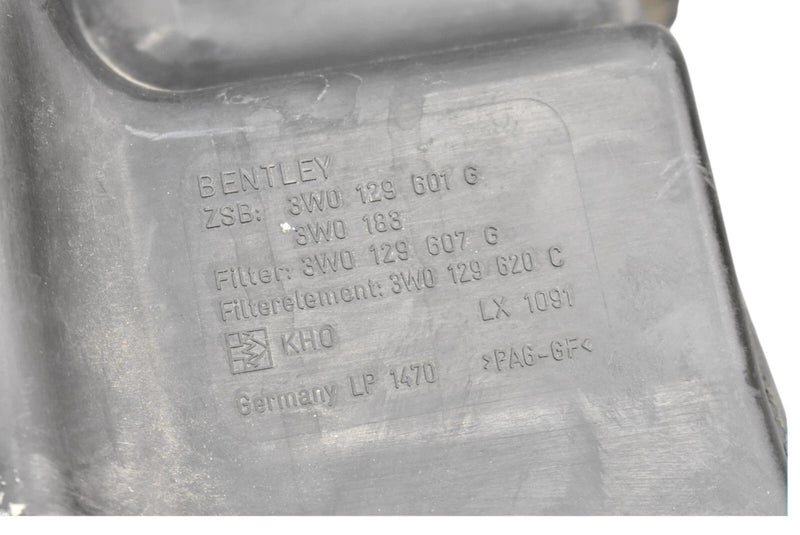 BENTLEY
ZSB: 3W0 129 601 G
3W0 183
Filter: 3W0 129 607 G
Filterelement: 3W0 129 620 C
LX 1091
KHO
Germany LP 1470 >PA6-GF<